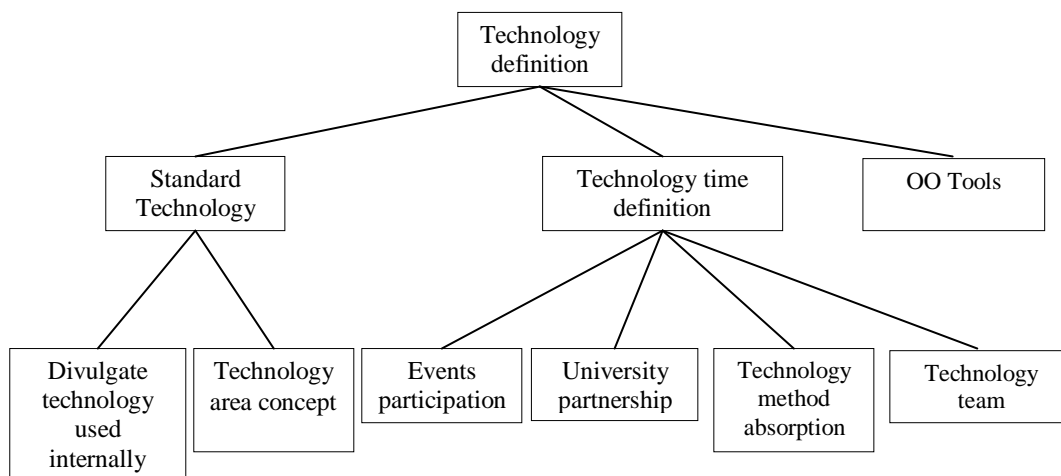 Technology
definition
Standard
Technology
Technology time
definition
OO Tools
Divulgate
technology
used
internally
Technology
area concept
Events
participation
University
partnership
Technology
method
absorption
Technology
team